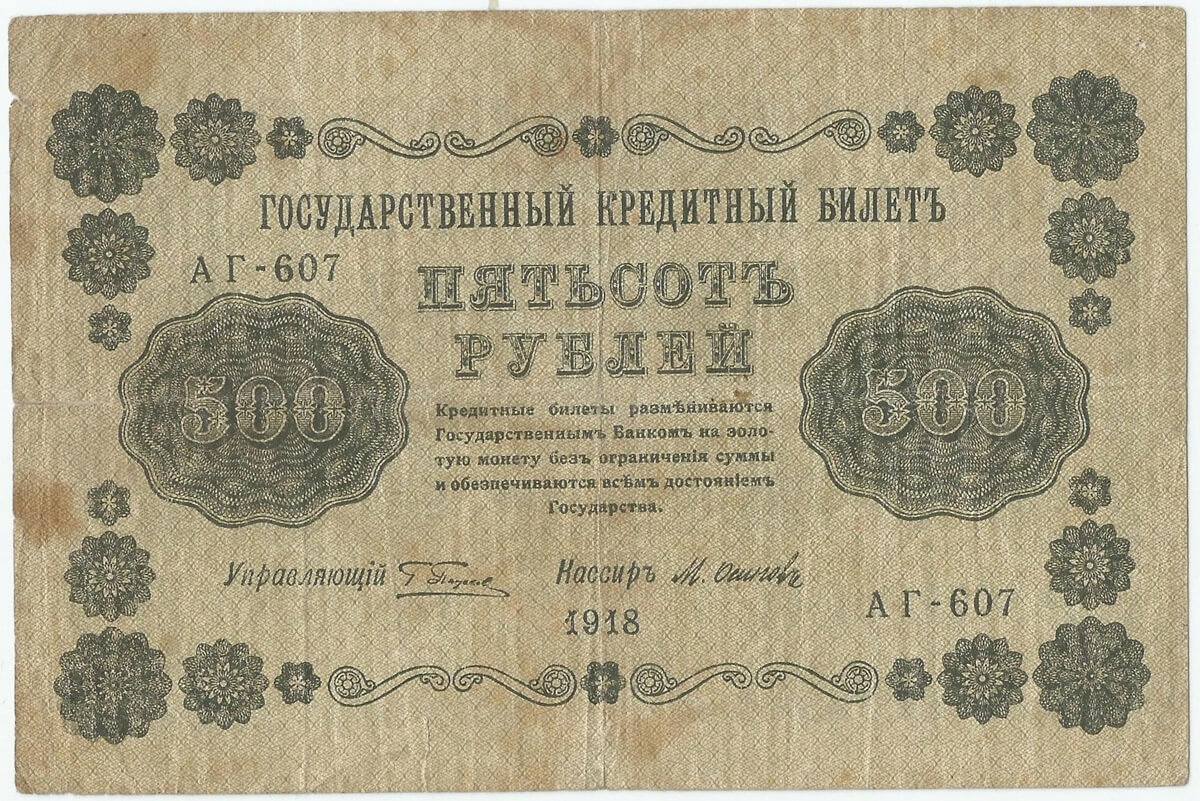 ГОСУДАРСТВЕННЫЙ КРЕДИТНЫЙ БИЛЕТЪ
АГ-607
ПЯТЬСОТЪ
РУБЛЕЙ
500
500
Кредитные билеты размѣниваются
Государственнымъ Банкомъ на золо-
тую монету безъ ограниченія суммы
и обезпечиваются всѣмъ достояніемъ
Государства.
Управляющій
Кассиръ М. Осиповъ
1918
АГ-607